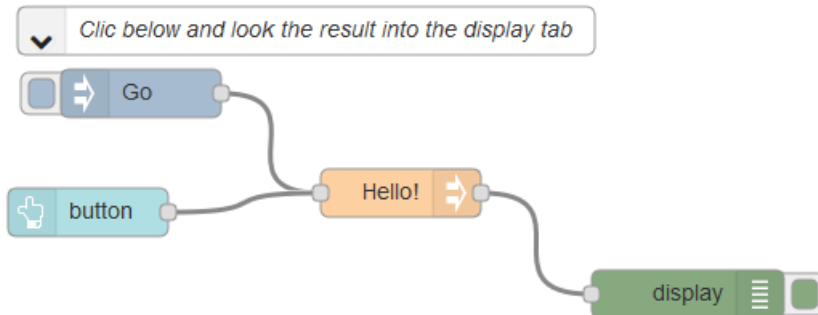 Clic below and look the result into the display tab
Go
Hello!
button
display